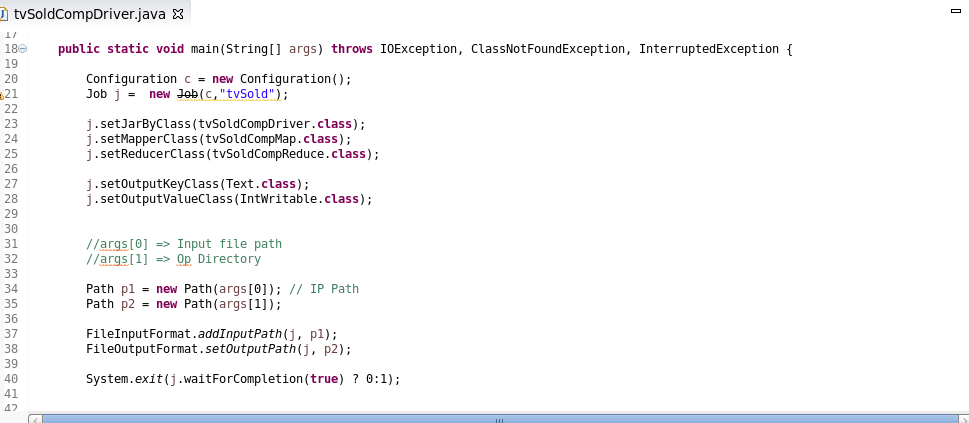 tvSoldCompDriver.java
17
18 public static void main(String[] args) throws IOException, ClassNotFoundException, InterruptedException {
19
20 Configuration c = new Configuration();
21 Job j =  new Job(c,"tvSold");
22
23 j.setJarByClass(tvSoldCompDriver.class);
24 j.setMapperClass(tvSoldCompMap.class);
25 j.setReducerClass(tvSoldCompReduce.class);
26
27 j.setOutputKeyClass(Text.class);
28 j.setOutputValueClass(IntWritable.class);
29
30
31 //args[0] => Input file path
32 //args[1] => Op Directory
33
34 Path p1 = new Path(args[0]); // IP Path
35 Path p2 = new Path(args[1]);
36
37 FileInputFormat.addInputPath(j, p1);
38 FileOutputFormat.setOutputPath(j, p2);
39
40 System.exit(j.waitForCompletion(true) ? 0:1);
41
42